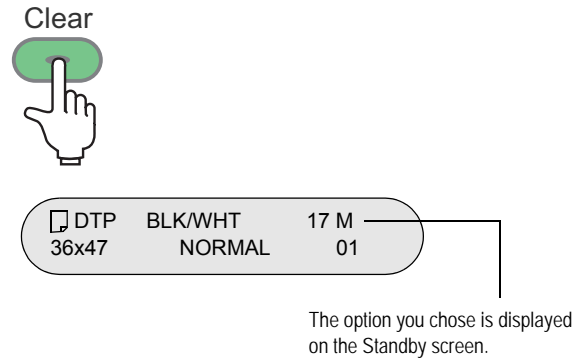 Clear
DTP BLK/WHT 17 M
36x47 NORMAL 01
The option you chose is displayed
on the Standby screen.